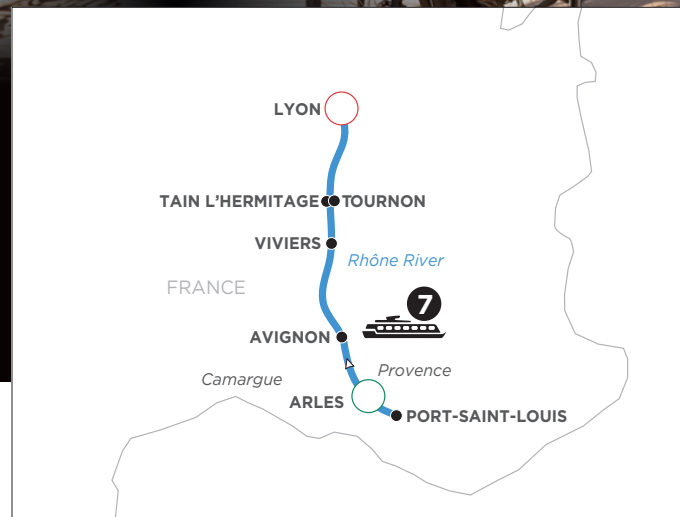 LYON
TAIN L’HERMITAGE TOURNON
VIVIERS
Rhône River
FRANCE
7
AVIGNON
Provence
Camargue
ARLES
PORT-SAINT-LOUIS